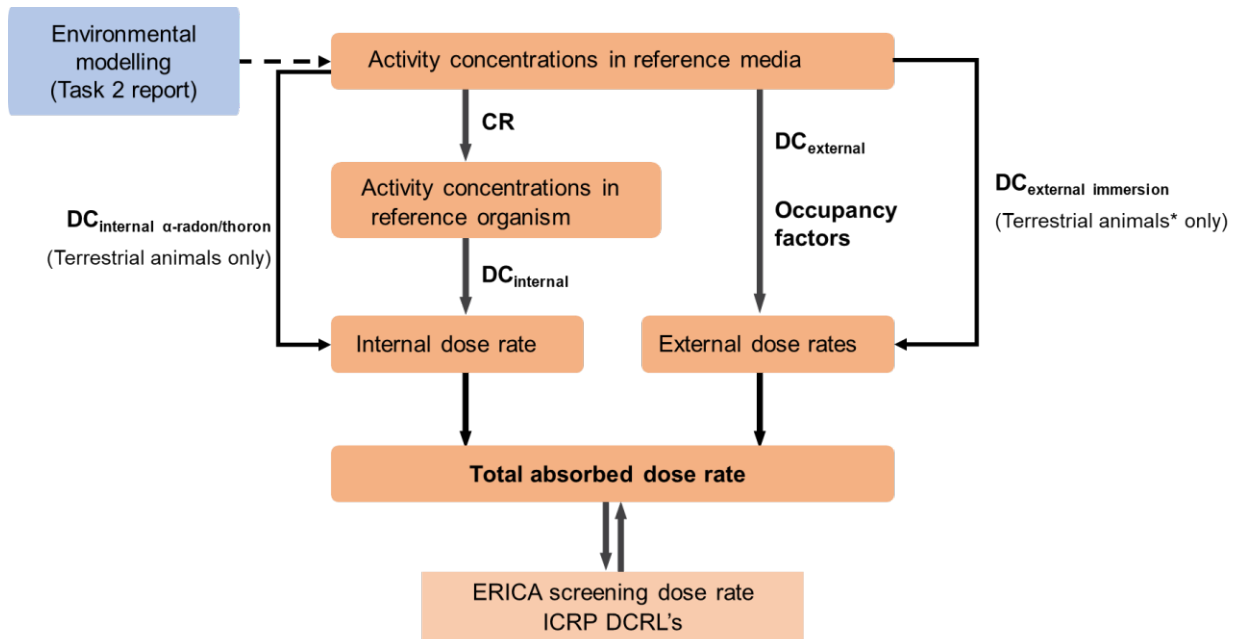 Environmental
modelling
(Task 2 report)
Activity concentrations in reference media
CR
DCexternal
Activity concentrations in
reference organism
Occupancy
factors
DCexternal immersion
(Terrestrial animals* only)
DCinternal α-radon/thoron
(Terrestrial animals only)
DCinternal
Internal dose rate
External dose rates
Total absorbed dose rate
ERICA screening dose rate
ICRP DCRL's